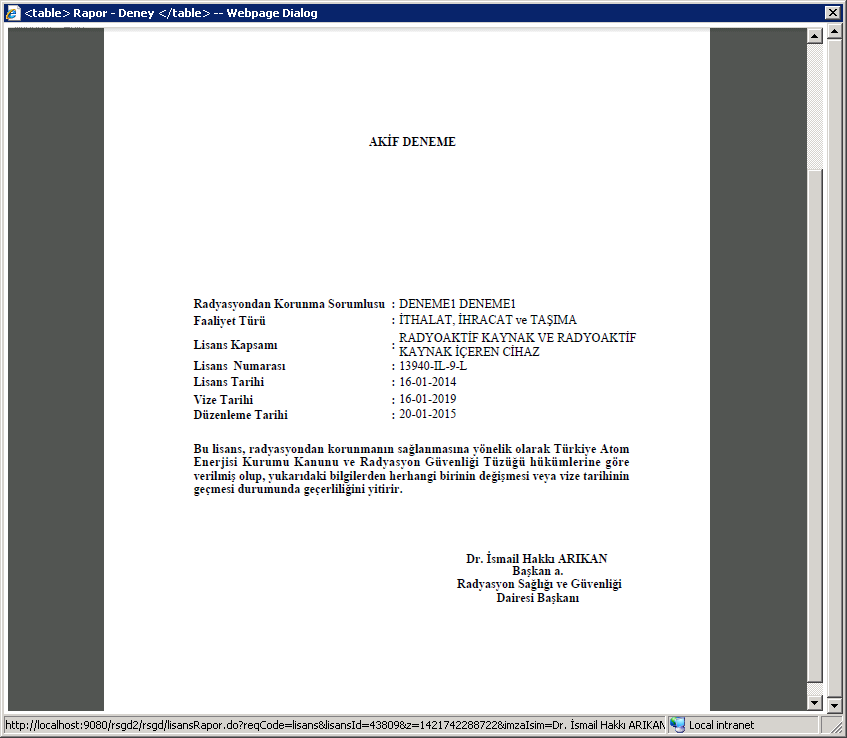 <table> Rapor - Deney </table> -- Webpage Dialog
AKİF DENEME
Radyasyondan Korunma Sorumlusu : DENEME1 DENEME1
Faaliyet Türü : İTHALAT, İHRACAT ve TAŞIMA
Lisans Kapsamı : RADYOAKTİF KAYNAK VE RADYOAKTİF
KAYNAK İÇEREN CİHAZ
Lisans Numarası : 13940-IL-9-L
Lisans Tarihi : 16-01-2014
Vize Tarihi : 16-01-2019
Düzenleme Tarihi : 20-01-2015
Bu lisans, radyasyondan korunmanın sağlanmasına yönelik olarak Türkiye Atom
Enerjisi Kurumu Kanunu ve Radyasyon Güvenliği Tüzüğü hükümlerine göre
verilmiş olup, yukarıdaki bilgilerden herhangi birinin değişmesi veya vize tarihinin
geçmesi durumunda geçerliliğini yitirir.
Dr. İsmail Hakkı ARIKAN
Başkan a.
Radyasyon Sağlığı ve Güvenliği
Dairesi Başkanı
http://localhost:9080/rsgd2/rsgd/lisansRapor.do?reqCode=lisans&lisansId=43809&z=1421742288722&imzaIsim=Dr. İsmail Hakkı ARIKAN Local intranet